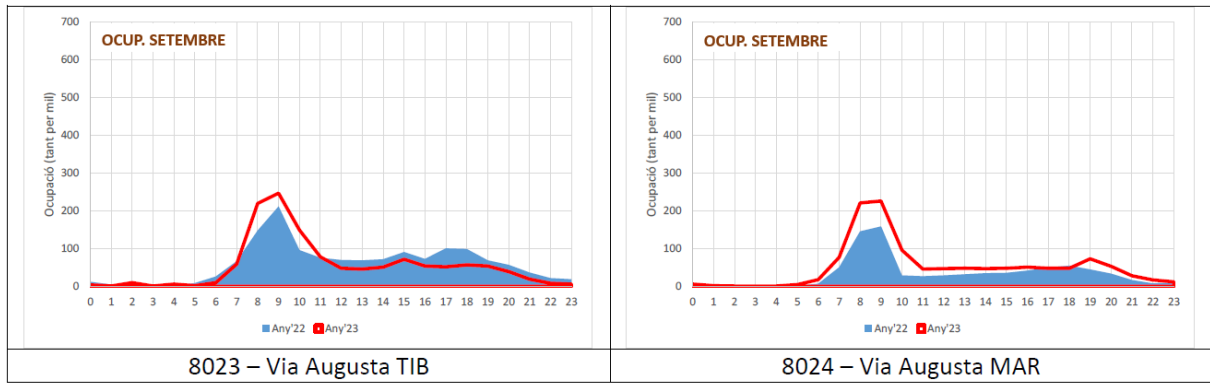 OCUP. SETEMBRE
Ocupació (tant per mil)
700
600
500
400
300
200
100
0
0 1 2 3 4 5 6 7 8 9 10 11 12 13 14 15 16 17 18 19 20 21 22 23
Any'22 Any'23
8023 – Via Augusta TIB
OCUP. SETEMBRE
Ocupació (tant per mil)
700
600
500
400
300
200
100
0
0 1 2 3 4 5 6 7 8 9 10 11 12 13 14 15 16 17 18 19 20 21 22 23
Any'22 Any'23
8024 – Via Augusta MAR